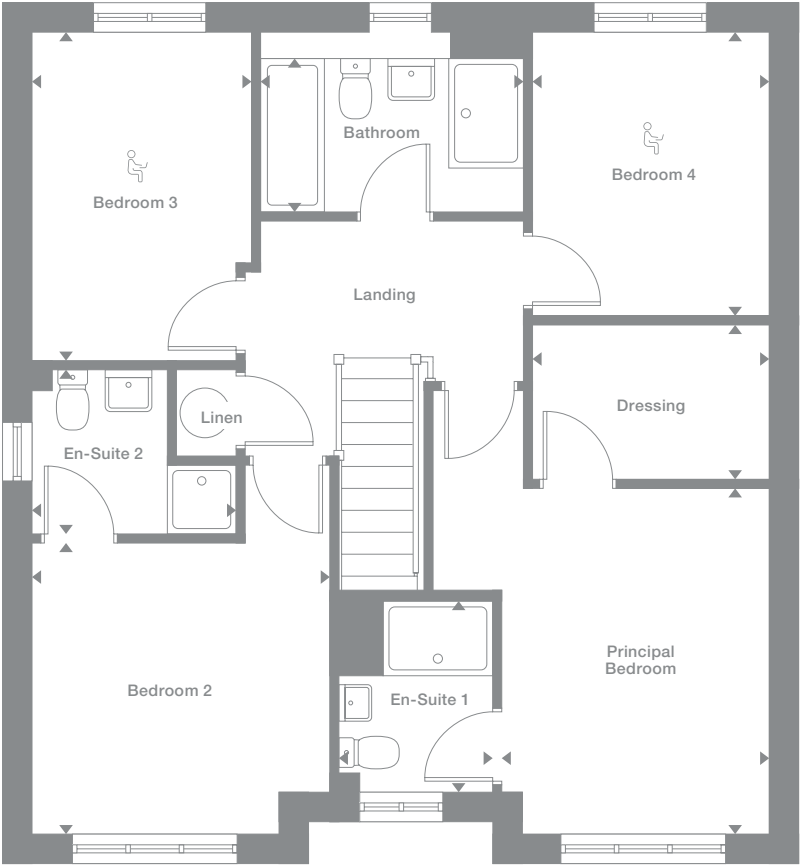 Bathroom
Bedroom 3
Bedroom 4
Landing
Linen
Dressing
En-Suite 2
Principal
Bedroom
Bedroom 2
En-Suite 1